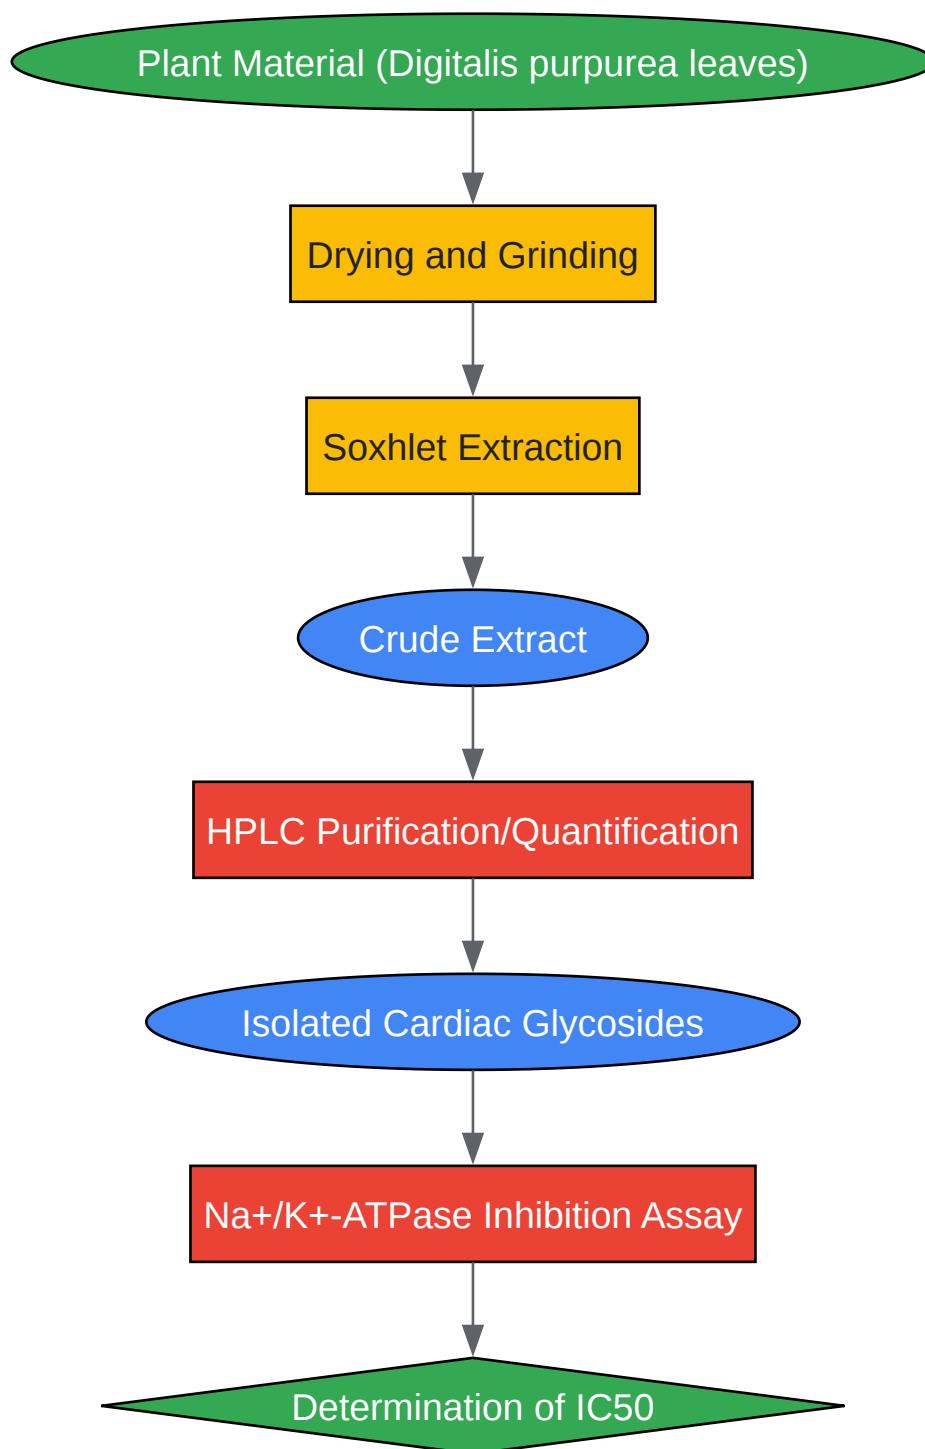 Plant Material (Digitalis purpurea leaves)
Drying and Grinding
Soxhlet Extraction
Crude Extract
HPLC Purification/Quantification
Isolated Cardiac Glycosides
Na+/K+-ATPase Inhibition Assay
Determination of IC50